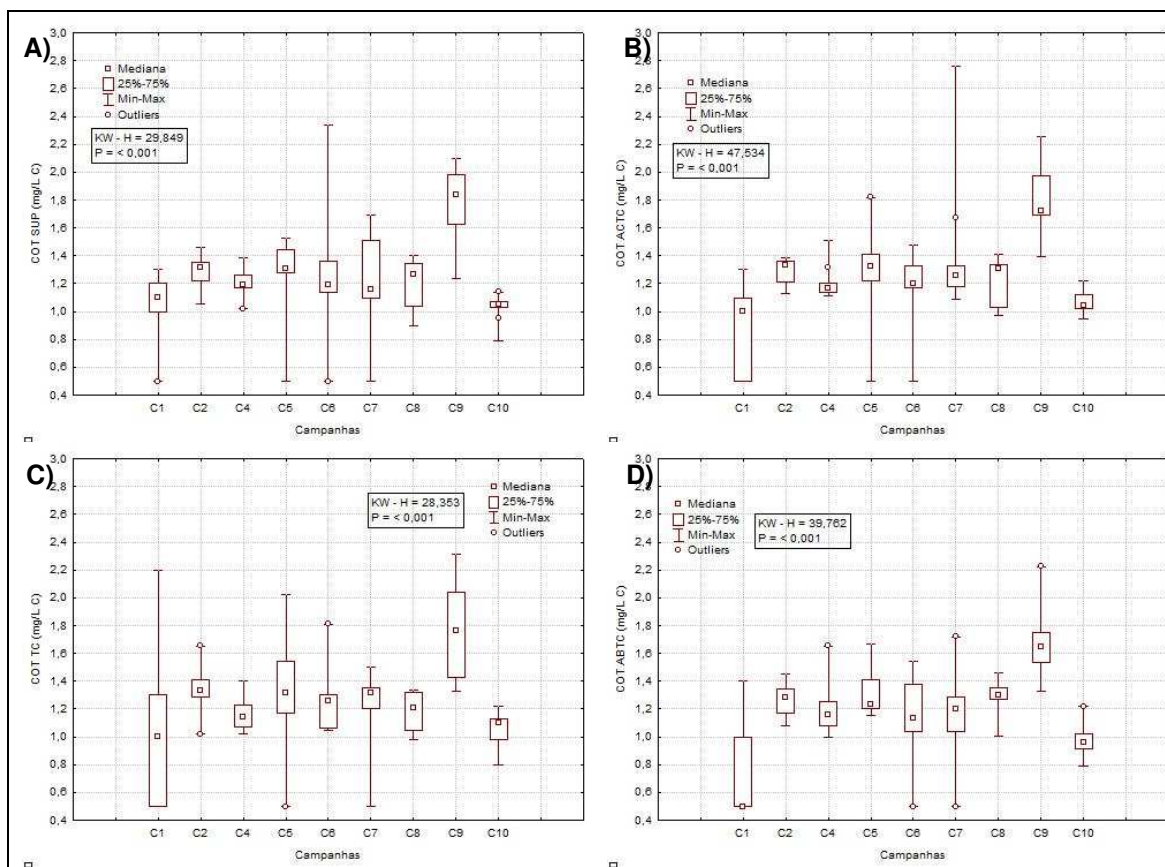 A)
3,0
2,8
2,6
2,4
2,2
2,0
1,8
1,6
1,4
1,2
1,0
0,8
0,6
0,4
COT SUP (mg/L C)
Mediana
25%-75%
Min-Max
Outliers
KW - H = 29,849
P = < 0,001
C1 C2 C4 C5 C6 C7 C8 C9 C10
Campanhas
B)
3,0
2,8
2,6
2,4
2,2
2,0
1,8
1,6
1,4
1,2
1,0
0,8
0,6
0,4
COT ACTC (mg/L C)
Mediana
25%-75%
Min-Max
Outliers
KW - H = 47,534
P = < 0,001
C1 C2 C4 C5 C6 C7 C8 C9 C10
Campanhas
C)
3,0
2,8
2,6
2,4
2,2
2,0
1,8
1,6
1,4
1,2
1,0
0,8
0,6
0,4
COT TC (mg/L C)
KW - H = 28,353
P = < 0,001
Mediana
25%-75%
Min-Max
Outliers
C1 C2 C4 C5 C6 C7 C8 C9 C10
Campanhas
D)
3,0
2,8
2,6
2,4
2,2
2,0
1,8
1,6
1,4
1,2
1,0
0,8
0,6
0,4
COT ABTC (mg/L C)
Mediana
25%-75%
Min-Max
Outliers
KW - H = 39,762
P = < 0,001
C1 C2 C4 C5 C6 C7 C8 C9 C10
Campanhas